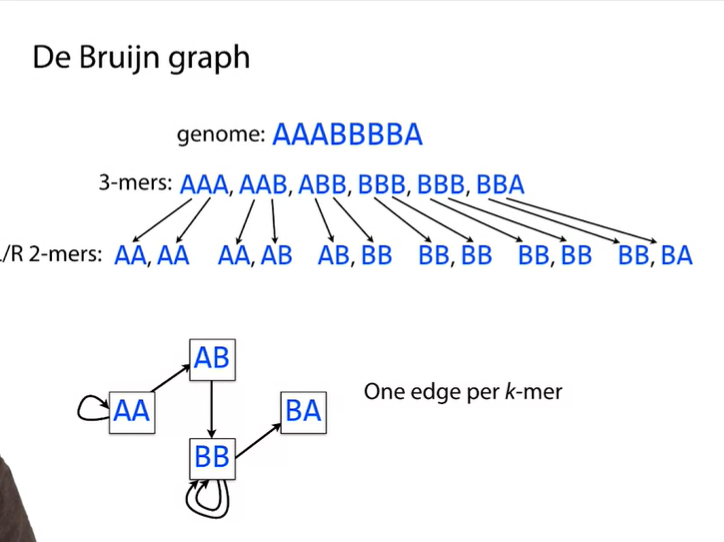 De Bruijn graph
genome: AAABBBBA
3-mers: AAA, AAB, ABB, BBB, BBB, BBA
/R 2-mers: AA, AA AA, AB AB, BB BB, BB BB, BB BB, BA
AB
AA
BA
One edge per k-mer
BB